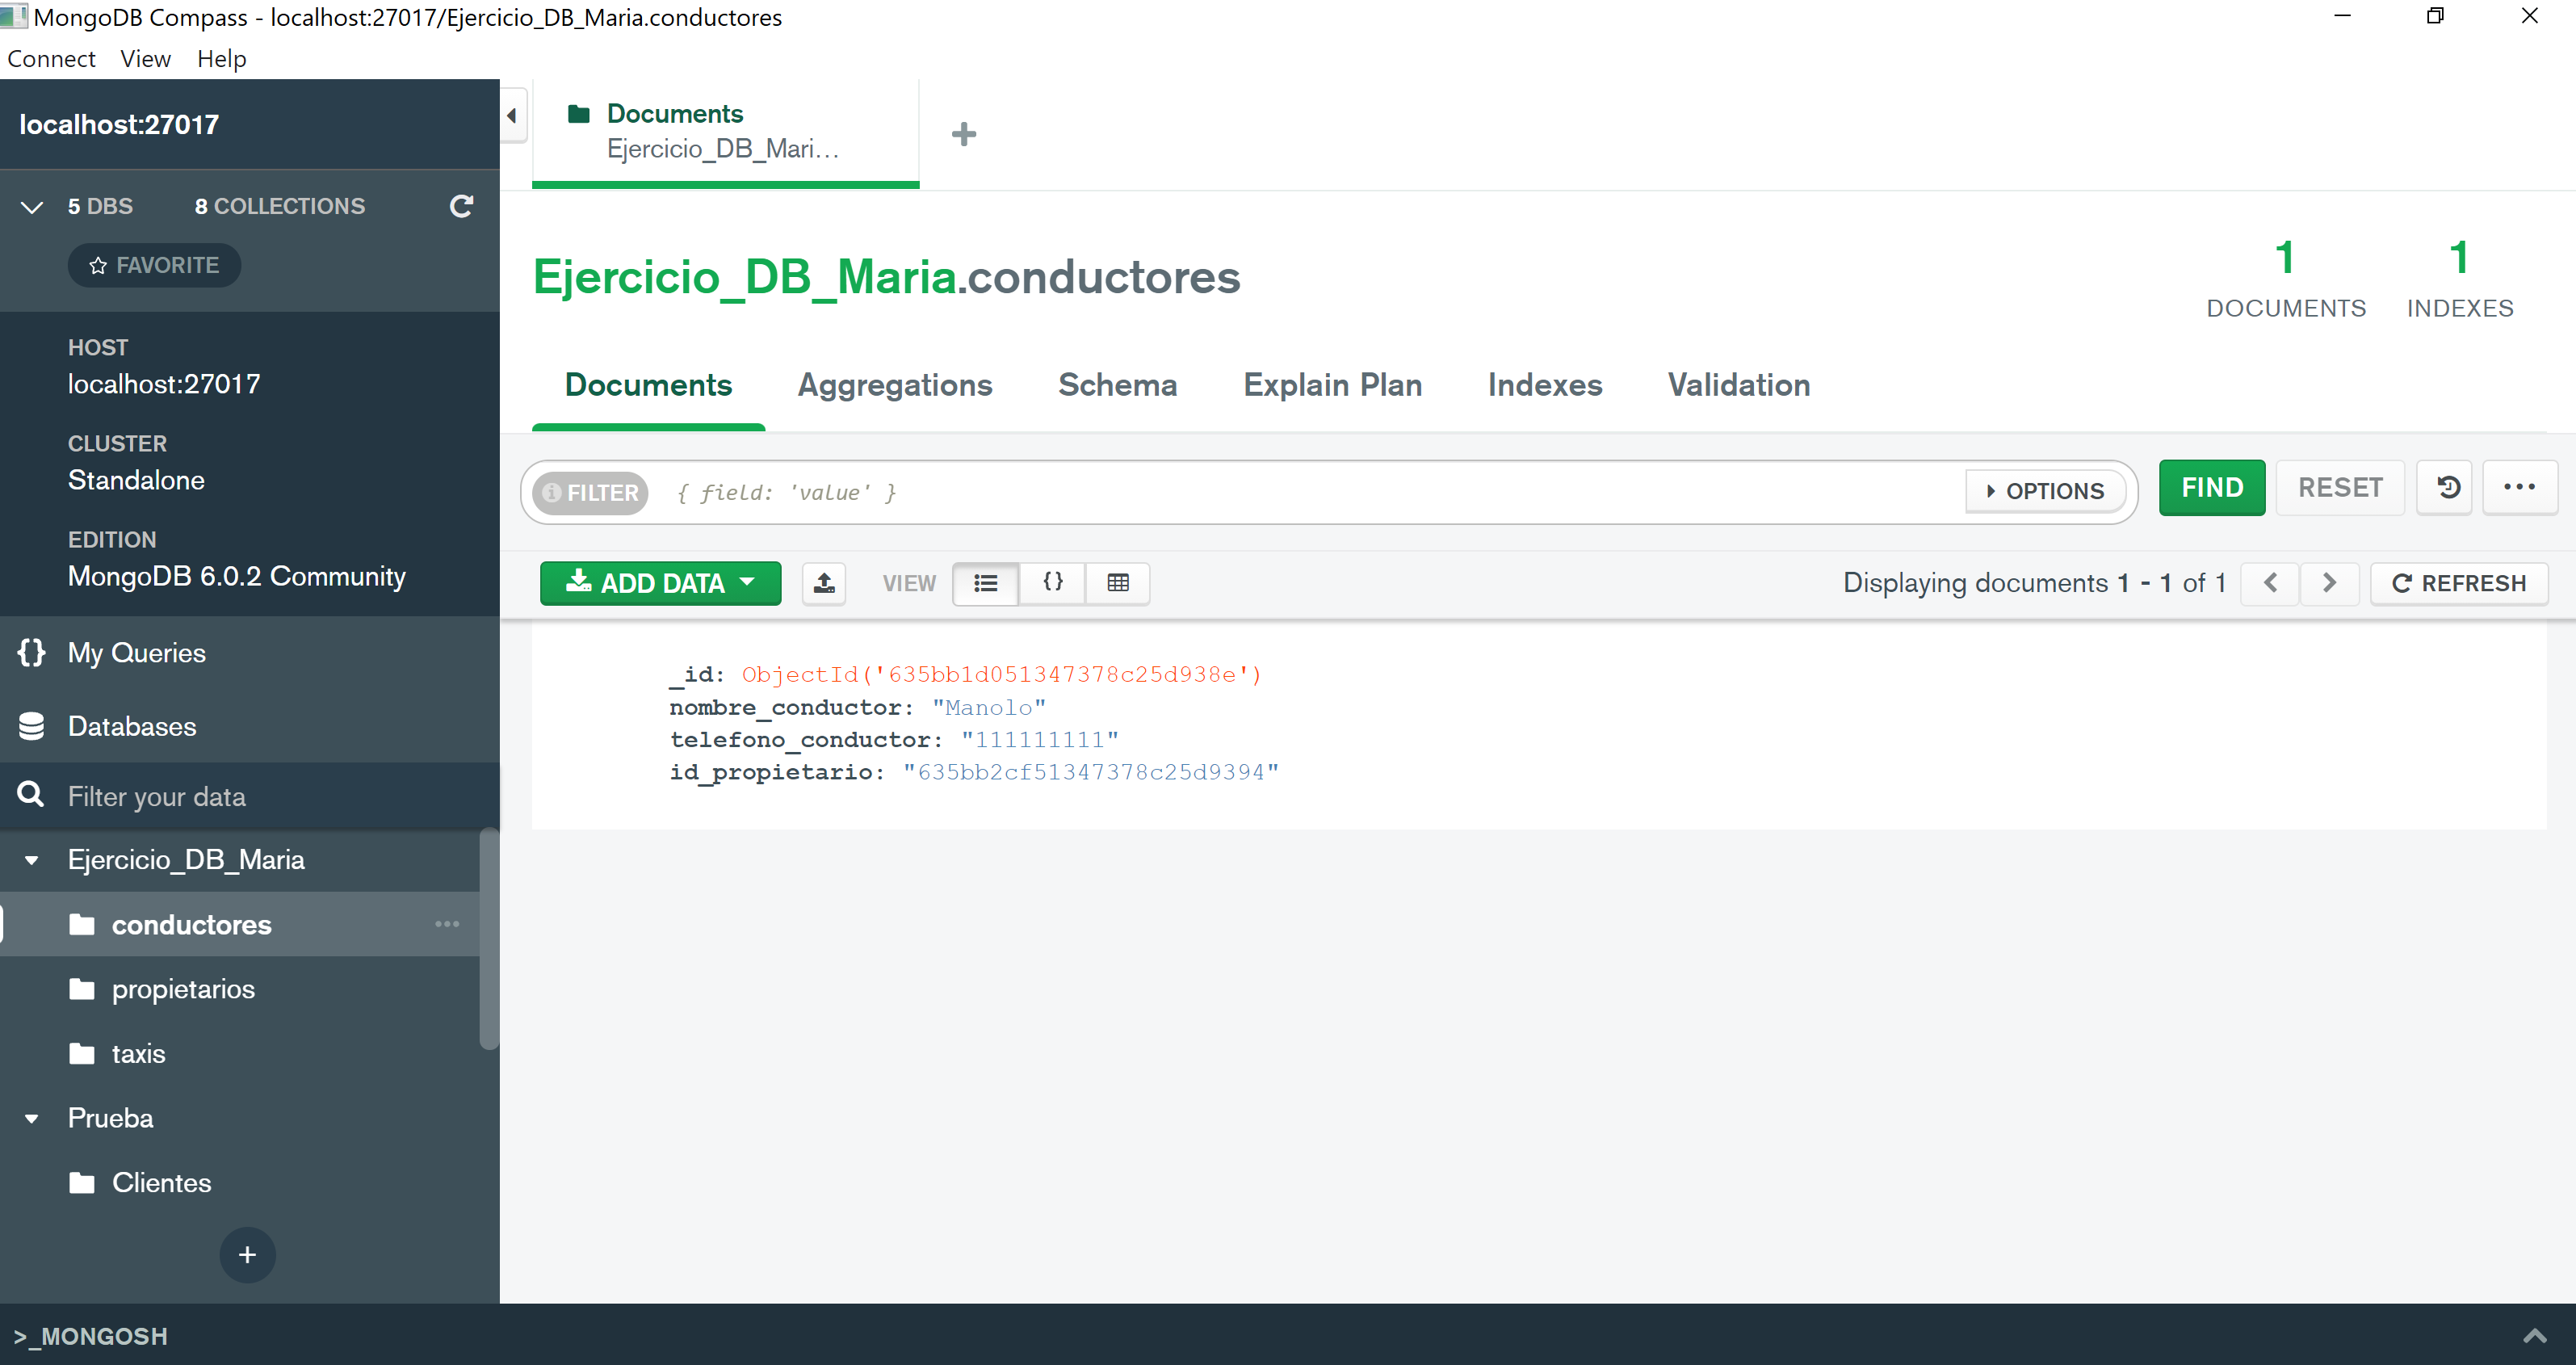 MongoDB Compass - localhost:27017/Ejercicio_DB_Maria.conductores
Connect View Help
localhost:27017
5 DBS 8 COLLECTIONS
FAVORITE
HOST
localhost:27017
CLUSTER
Standalone
EDITION
MongoDB 6.0.2 Community
{} My Queries
Databases
Filter your data
Ejercicio_DB_Maria
conductores •••
propietarios
taxis
Prueba
Clientes
+
Documents
Ejercicio_DB_Mari...
+
Ejercicio_DB_Maria.conductores
1
DOCUMENTS
1
INDEXES
Documents Aggregations Schema Explain Plan Indexes Validation
FILTER { field: 'value' } OPTIONS FIND RESET •••
ADD DATA VIEW {} Displaying documents 1 - 1 of 1 < > REFRESH
_id: ObjectId('635bb1d051347378c25d938e')
nombre_conductor: "Manolo"
telefono_conductor: "111111111"
id_propietario: "635bb2cf51347378c25d9394"
>_MONGOSH